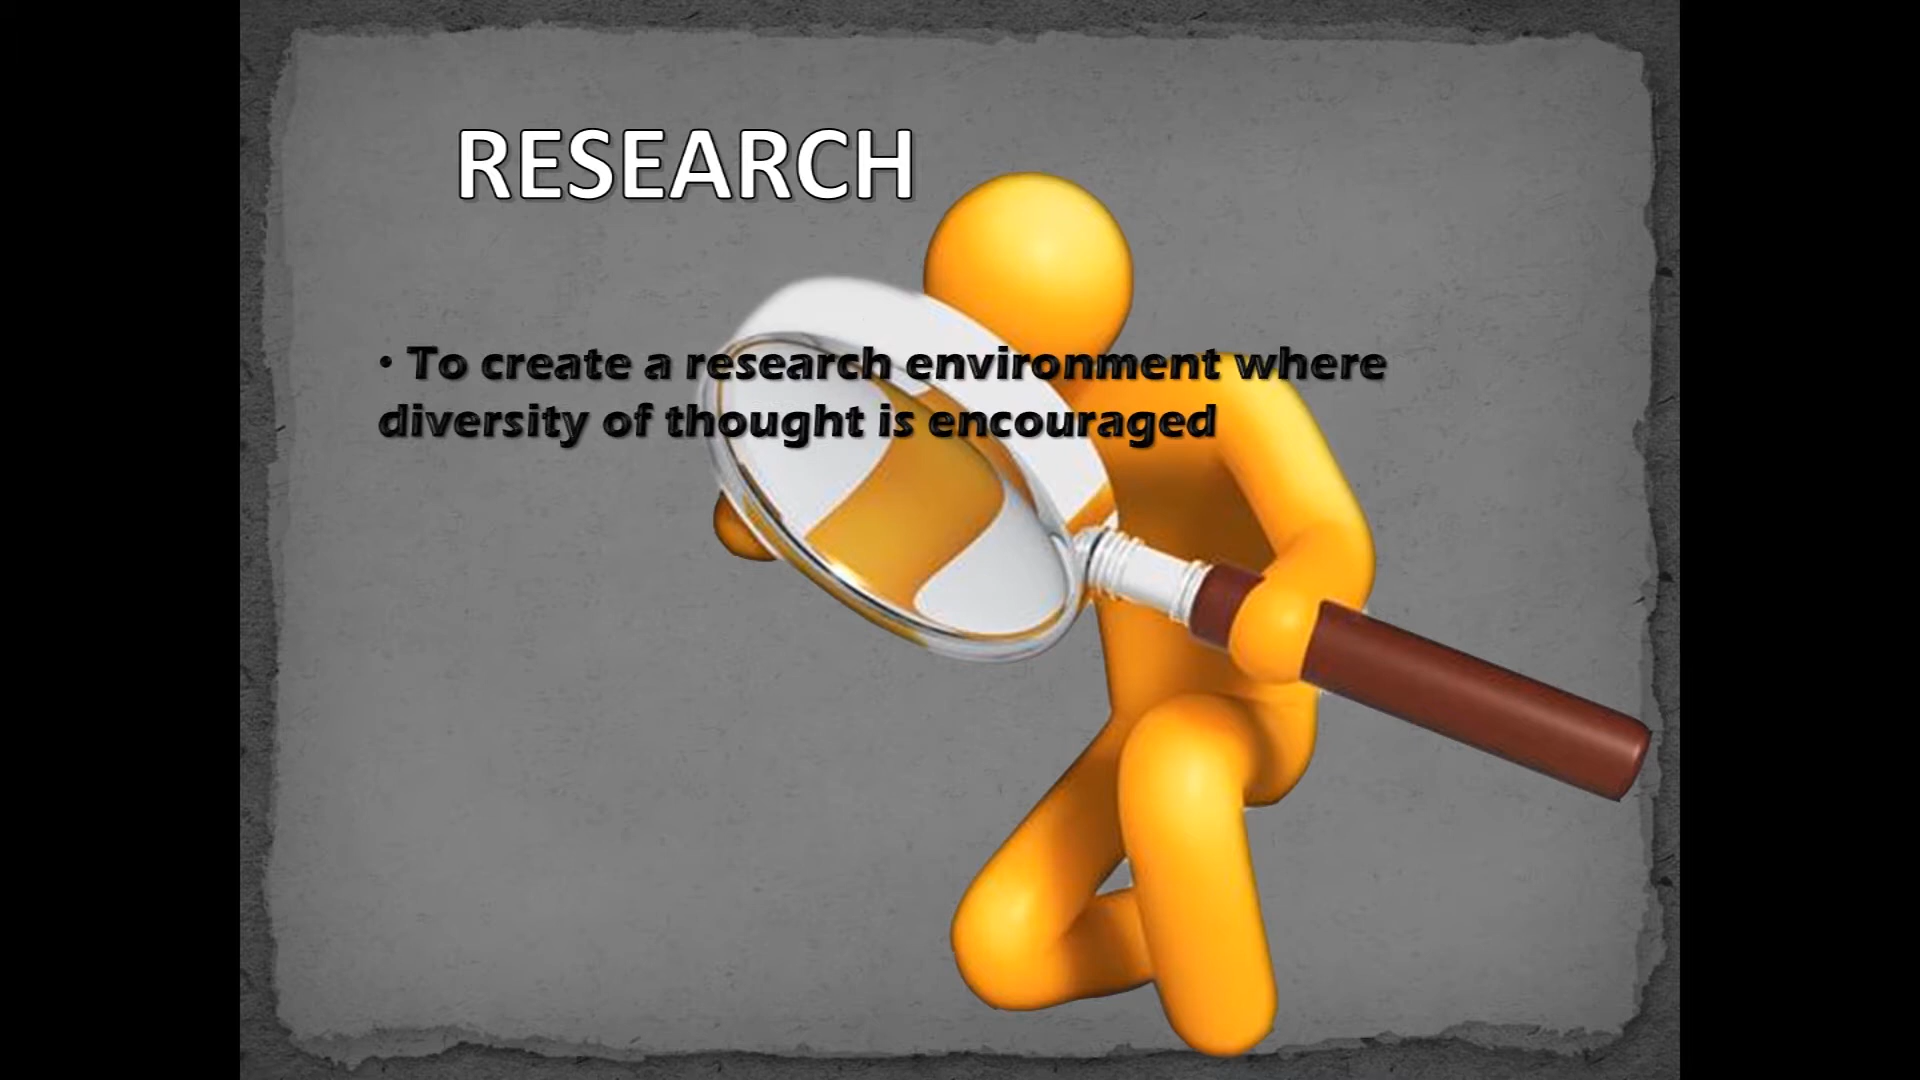 RESEARCH
• To create a research environment where
diversity of thought is encouraged